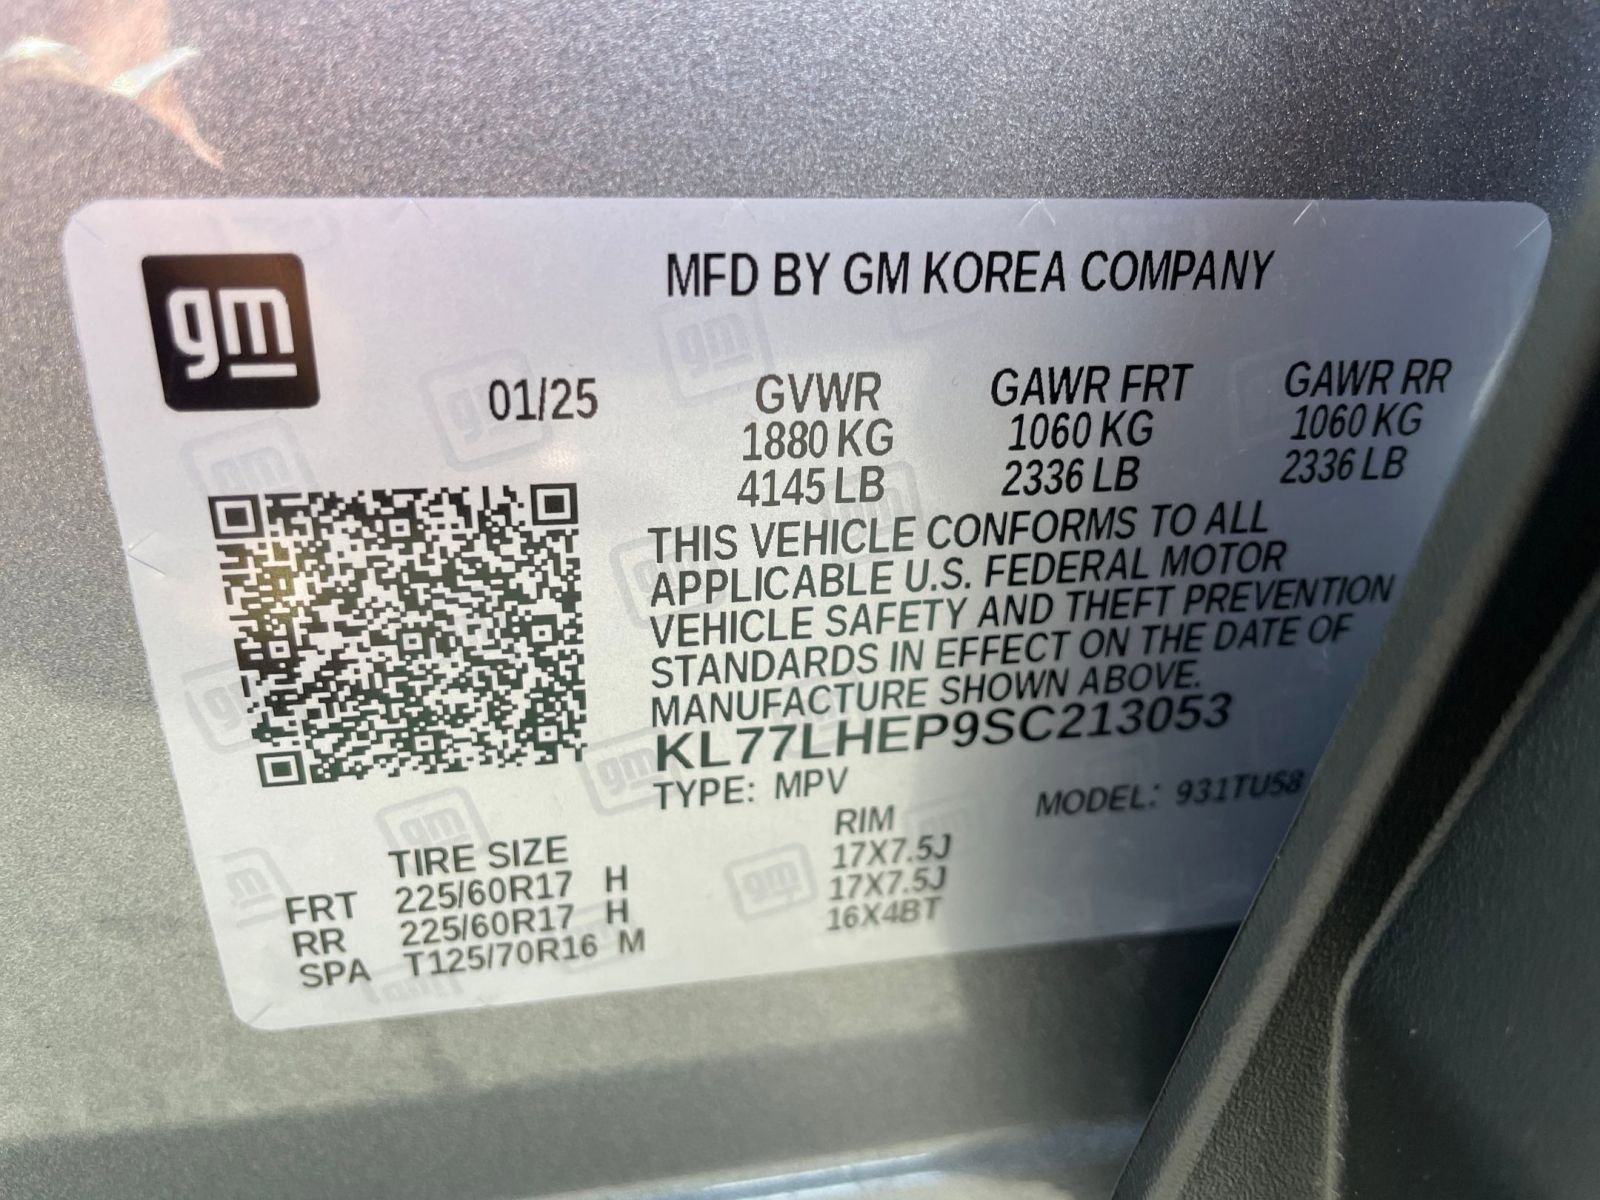 gm
MFD BY GM KOREA COMPANY
01/25
GVWR GAWR FRT GAWR RR
1880 KG 1060 KG 1060 KG
4145 LB 2336 LB 2336 LB
THIS VEHICLE CONFORMS TO ALL
APPLICABLE U.S. FEDERAL MOTOR
VEHICLE SAFETY AND THEFT PREVENTION
STANDARDS IN EFFECT ON THE DATE OF
MANUFACTURE SHOWN ABOVE.
KL77LHEP9SC213053
TYPE: MPV MODEL: 931TU58
TIRE SIZE RIM
FRT 225/60R17 H 17X7.5J
RR 225/60R17 H 17X7.5J
SPA T125/70R16 M 16X4BT